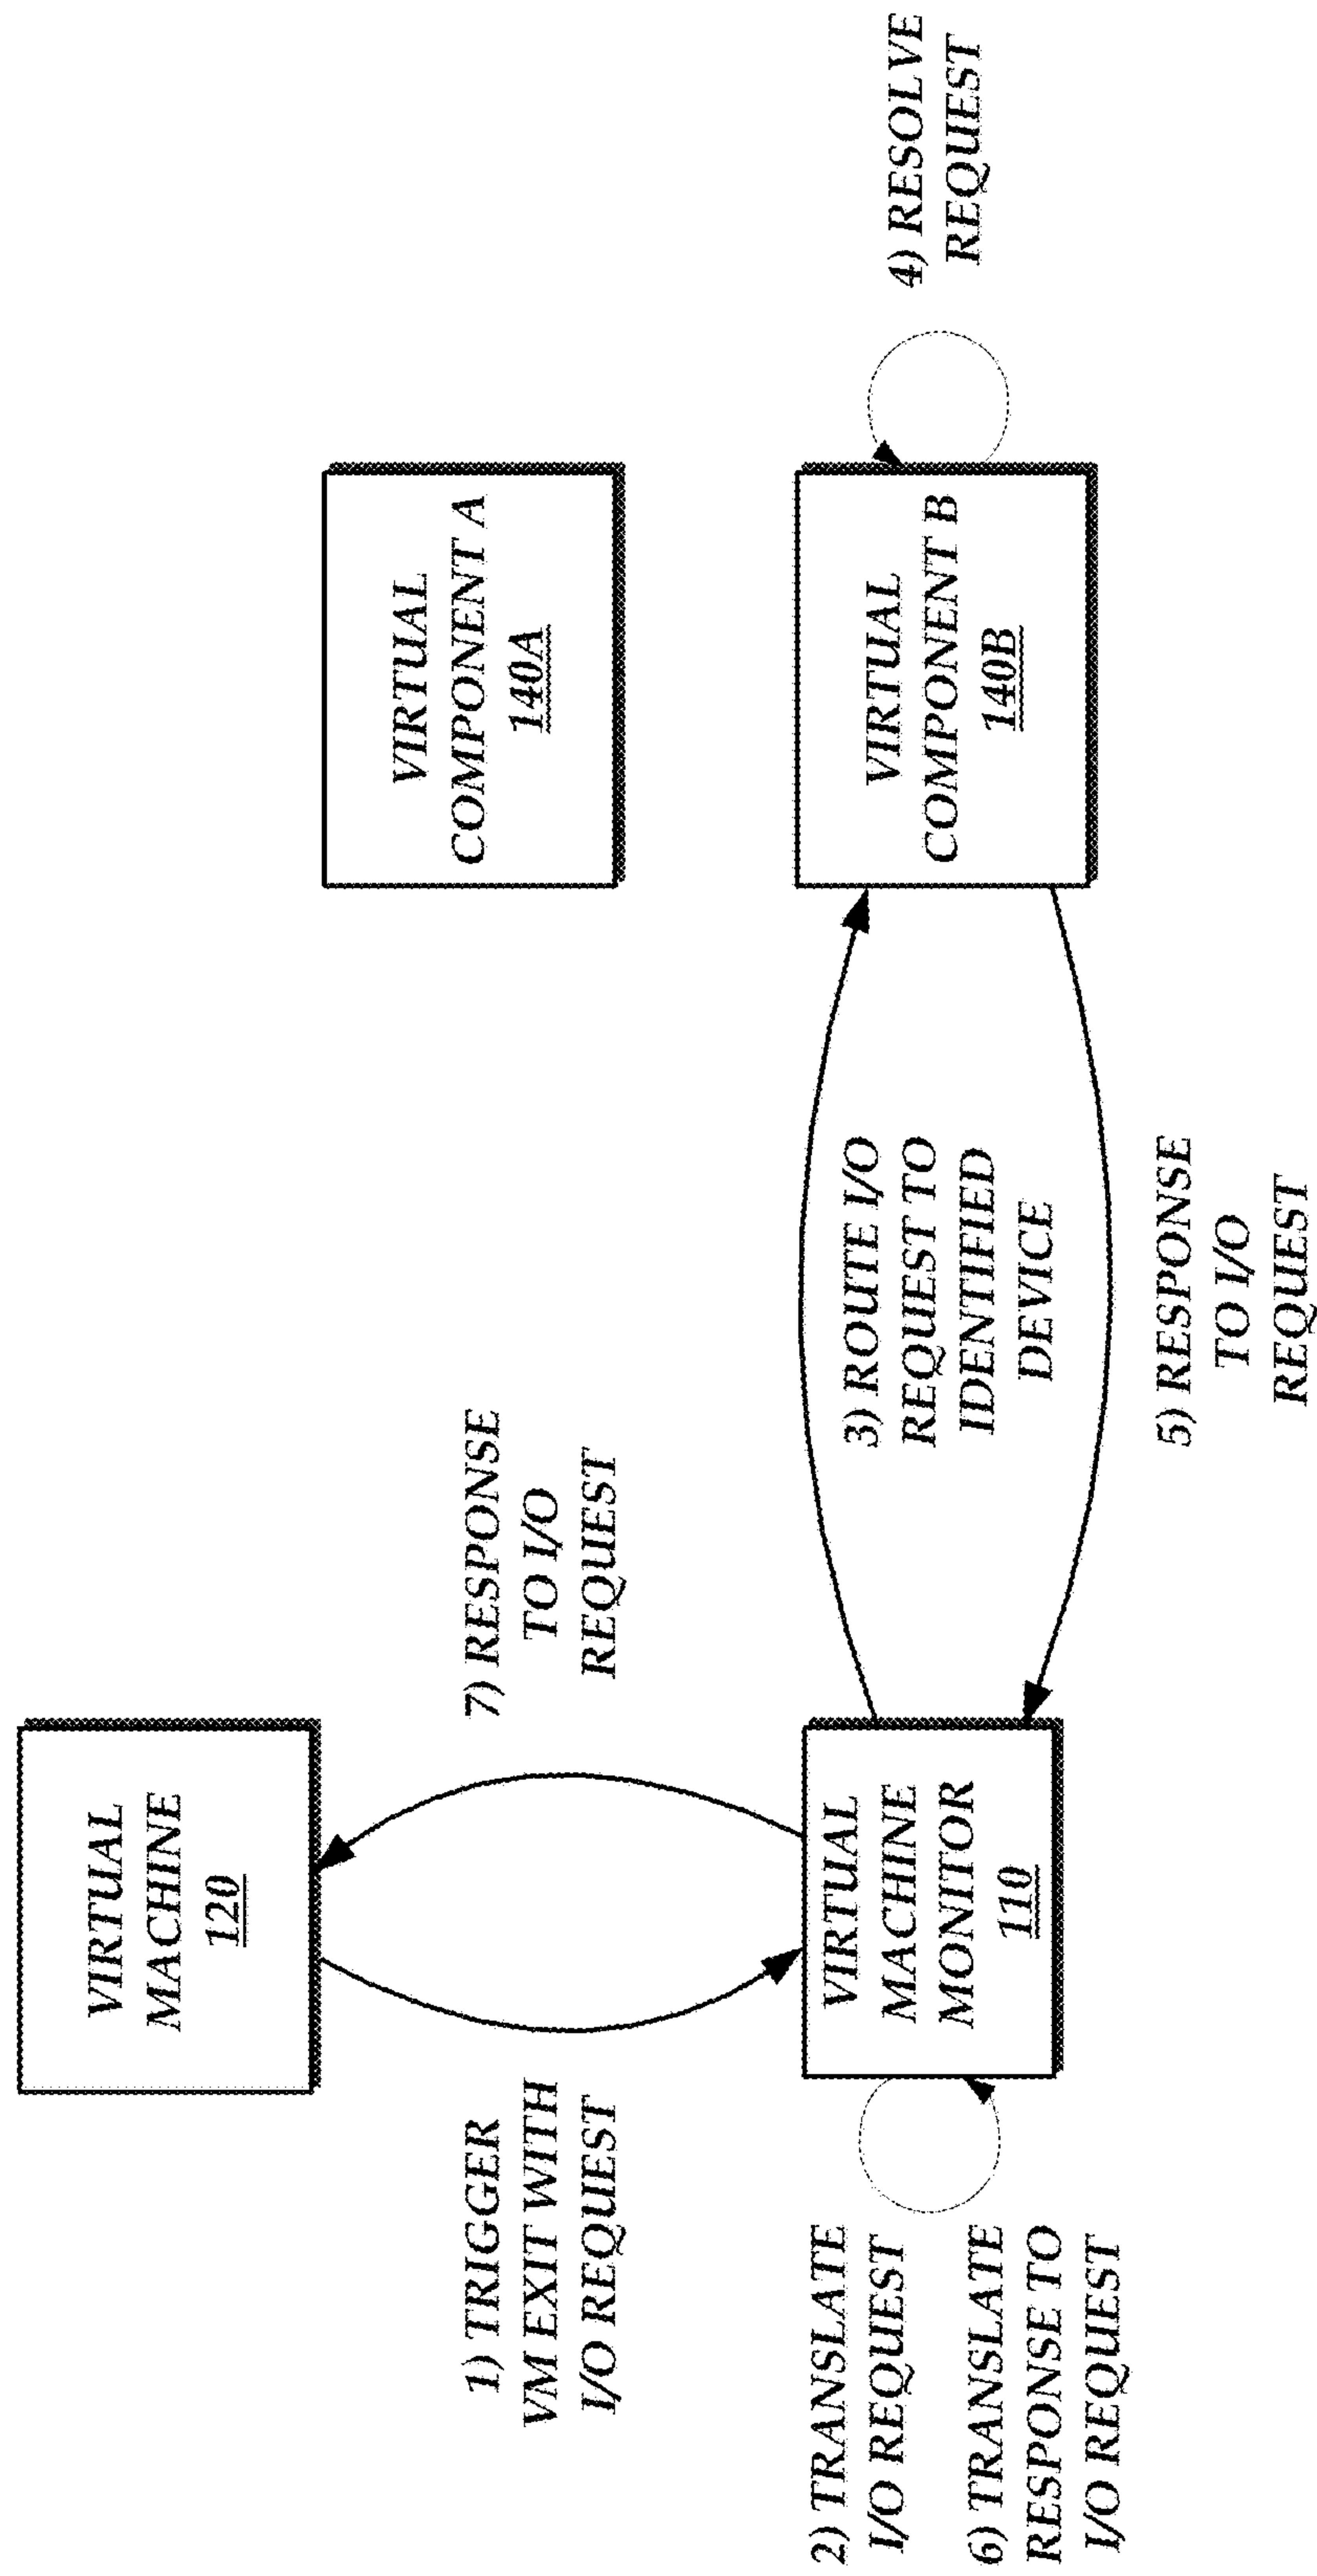 VIRTUAL
MACHINE
120
1) TRIGGER
VM EXIT WITH
I/O REQUEST
7) RESPONSE
TO I/O
REQUEST
VIRTUAL
COMPONENT A
140A
2) TRANSLATE
I/O REQUEST
6) TRANSLATE
RESPONSE TO
I/O REQUEST
VIRTUAL
MACHINE
MONITOR
110
3) ROUTE I/O
REQUEST TO
IDENTIFIED
DEVICE
5) RESPONSE
TO I/O
REQUEST
VIRTUAL
COMPONENT B
140B
4) RESOLVE
REQUEST